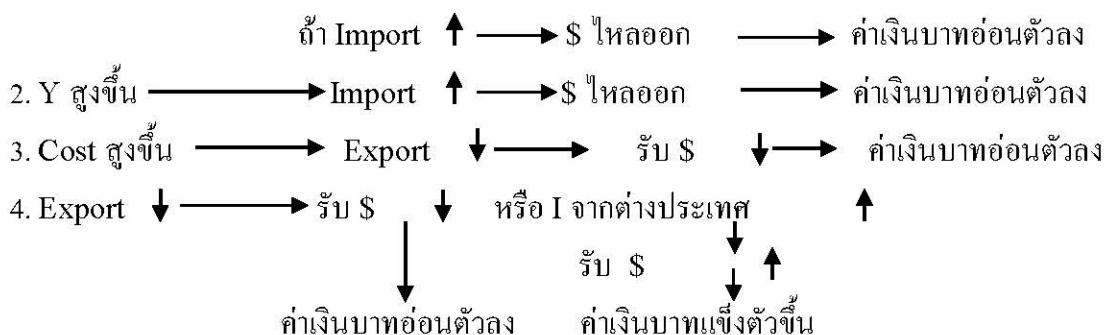 ถ้า Import ↑ → $ ไหลออก → ค่าเงินบาทอ่อนตัวลง
2. Y สูงขึ้น → Import ↑ → $ ไหลออก → ค่าเงินบาทอ่อนตัวลง
3. Cost สูงขึ้น → Export ↓ → รับ $ ↓ → ค่าเงินบาทอ่อนตัวลง
4. Export ↓ → รับ $ ↓ หรือ I จากต่างประเทศ ↑
รับ $ ↑
ค่าเงินบาทอ่อนตัวลง ค่าเงินบาทแข็งตัวขึ้น